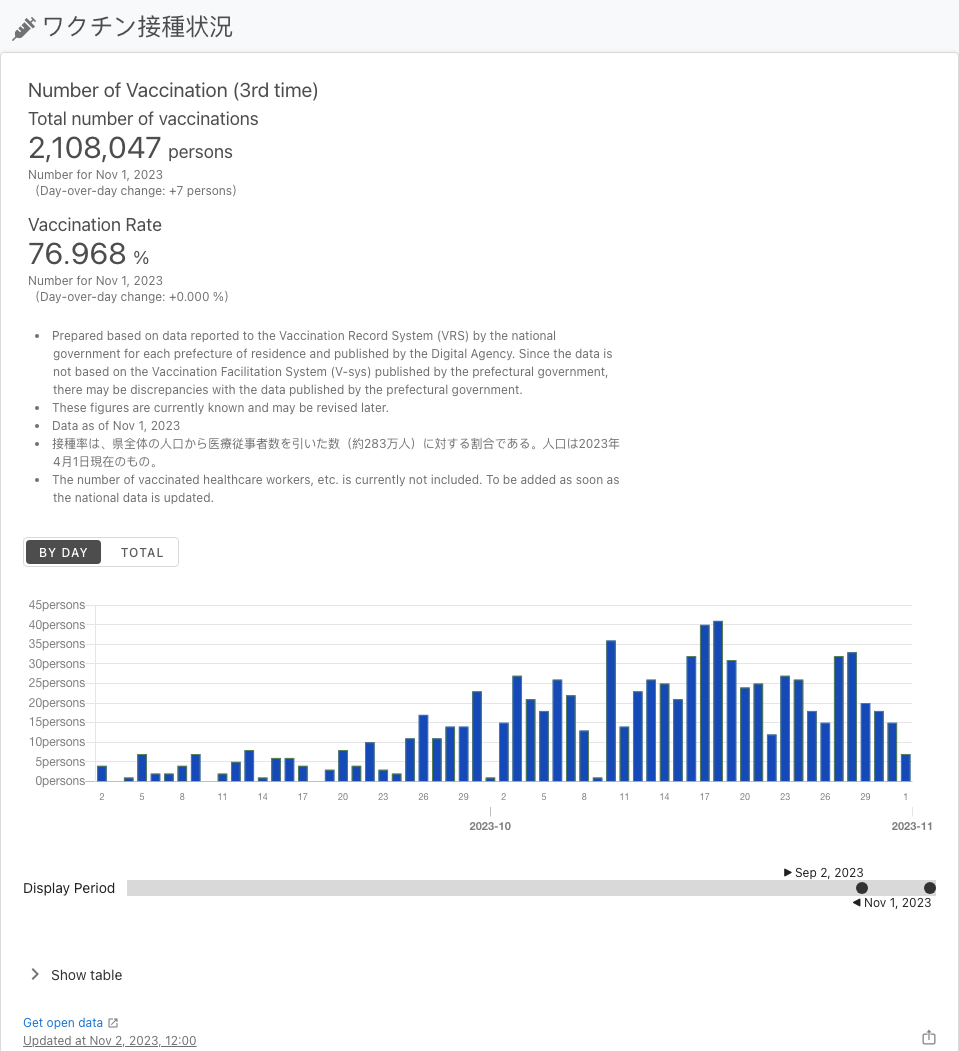 ワクチン接種状況
Number of Vaccination (3rd time)
Total number of vaccinations
2,108,047 persons
Number for Nov 1, 2023
（Day-over-day change: +7 persons）
Vaccination Rate
76.968 %
Number for Nov 1, 2023
（Day-over-day change: +0.000 %）
• Prepared based on data reported to the Vaccination Record System (VRS) by the national
government for each prefecture of residence and published by the Digital Agency. Since the data is
not based on the Vaccination Facilitation System (V-sys) published by the prefectural government,
there may be discrepancies with the data published by the prefectural government.
• These figures are currently known and may be revised later.
• Data as of Nov 1, 2023
• 接種率は、県全体の人口から医療従事者数を引いた数（約283万人）に対する割合である。人口は2023年
4月1日現在のもの。
• The number of vaccinated healthcare workers, etc. is currently not included. To be added as soon as
the national data is updated.
BY DAY TOTAL
45persons
40persons
35persons
30persons
25persons
20persons
15persons
10persons
5persons
0persons
2 5 8 11 14 17 20 23 26 29 2 5 8 11 14 17 20 23 26 29 1
2023-10 2023-11
Sep 2, 2023
Display Period
Nov 1, 2023
Show table
Get open data
Updated at Nov 2, 2023, 12:00